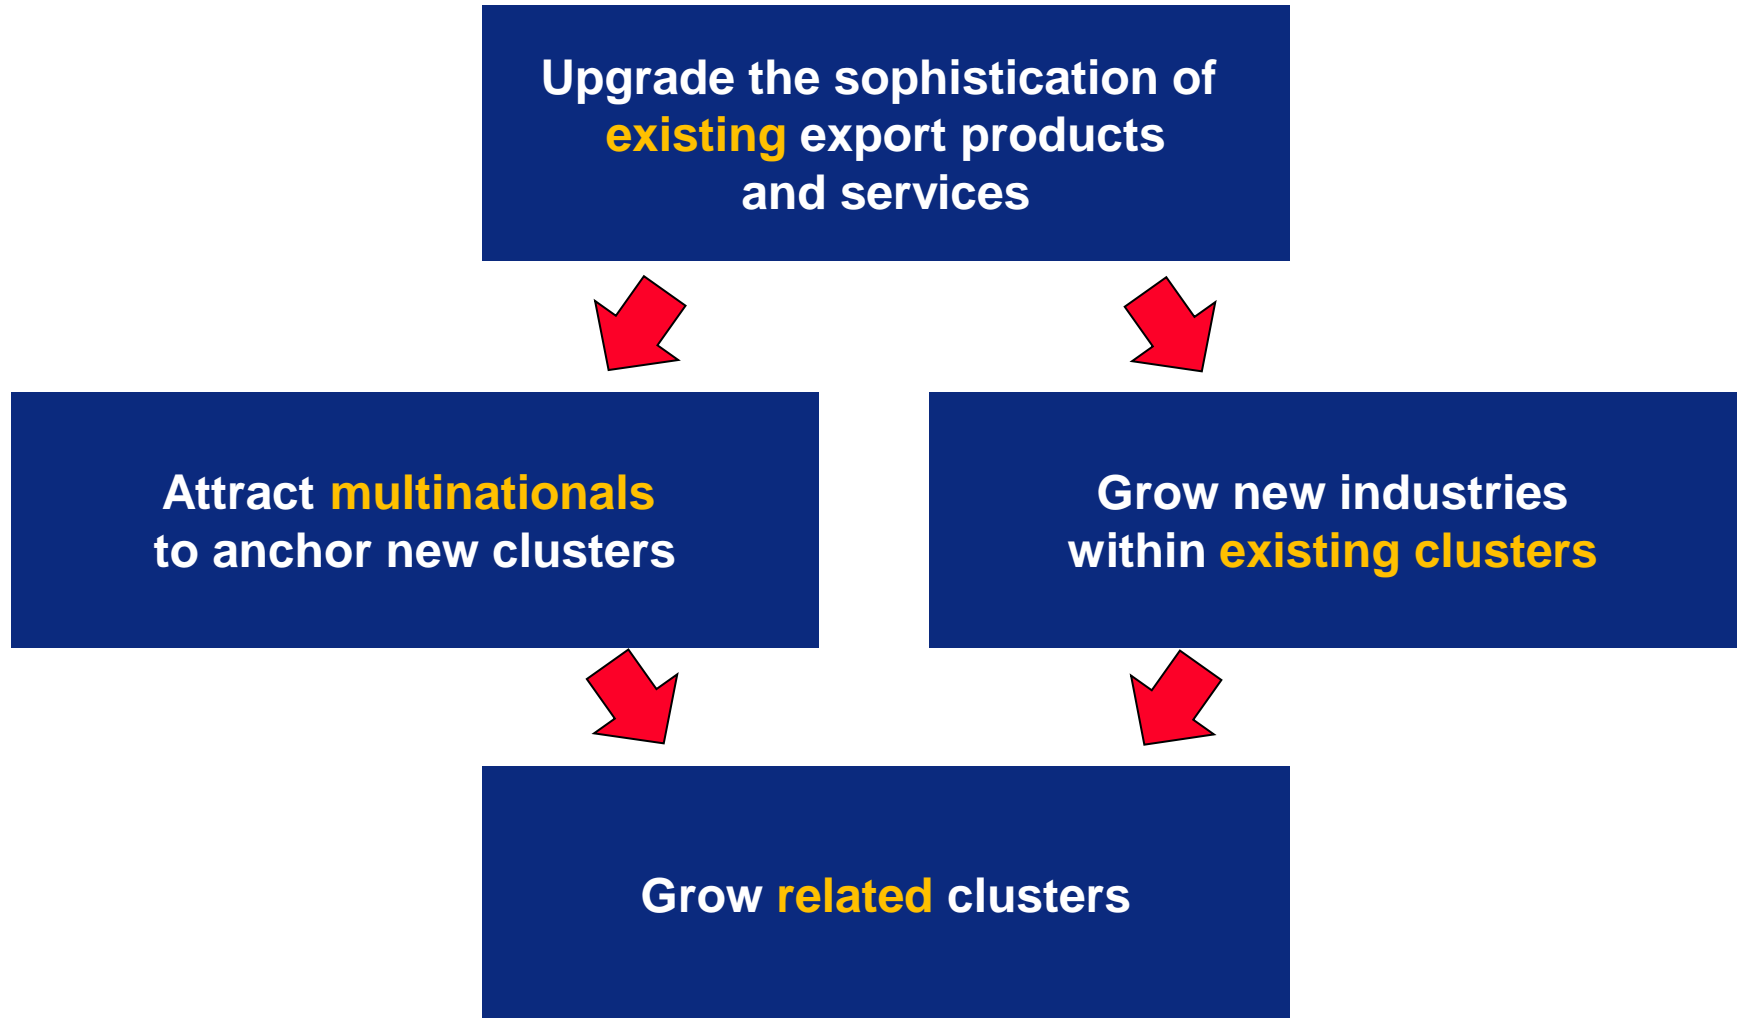 Upgrade the sophistication of
existing export products
and services
Attract multinationals
to anchor new clusters
Grow new industries
within existing clusters
Grow related clusters